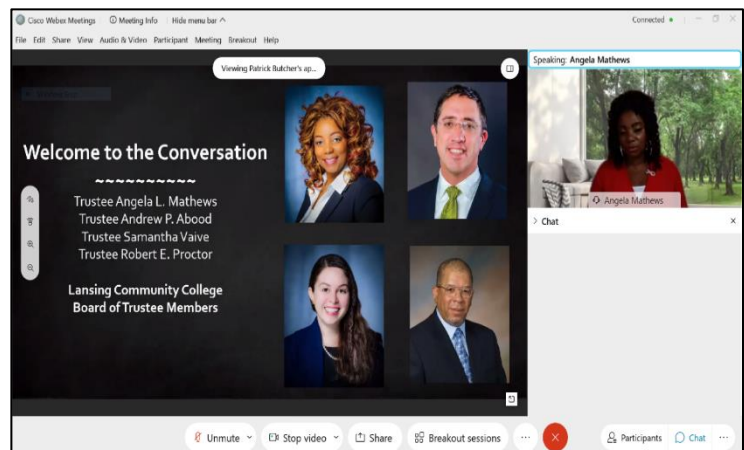 Cisco Webex Meetings Meeting Info Hide menu bar Connected
File Edit Share View Audio & Video Participant Meeting Breakout Help
Viewing Patrick Butcher's ap...
Speaking: Angela Mathews
Welcome to the Conversation
~~~~~~~~~~
Trustee Angela L. Mathews
Trustee Andrew P. Abood
Trustee Samantha Vaive
Trustee Robert E. Proctor
Lansing Community College
Board of Trustee Members
Angela Mathews
Chat
Unmute Stop video Share Breakout sessions ... Participants Chat ...